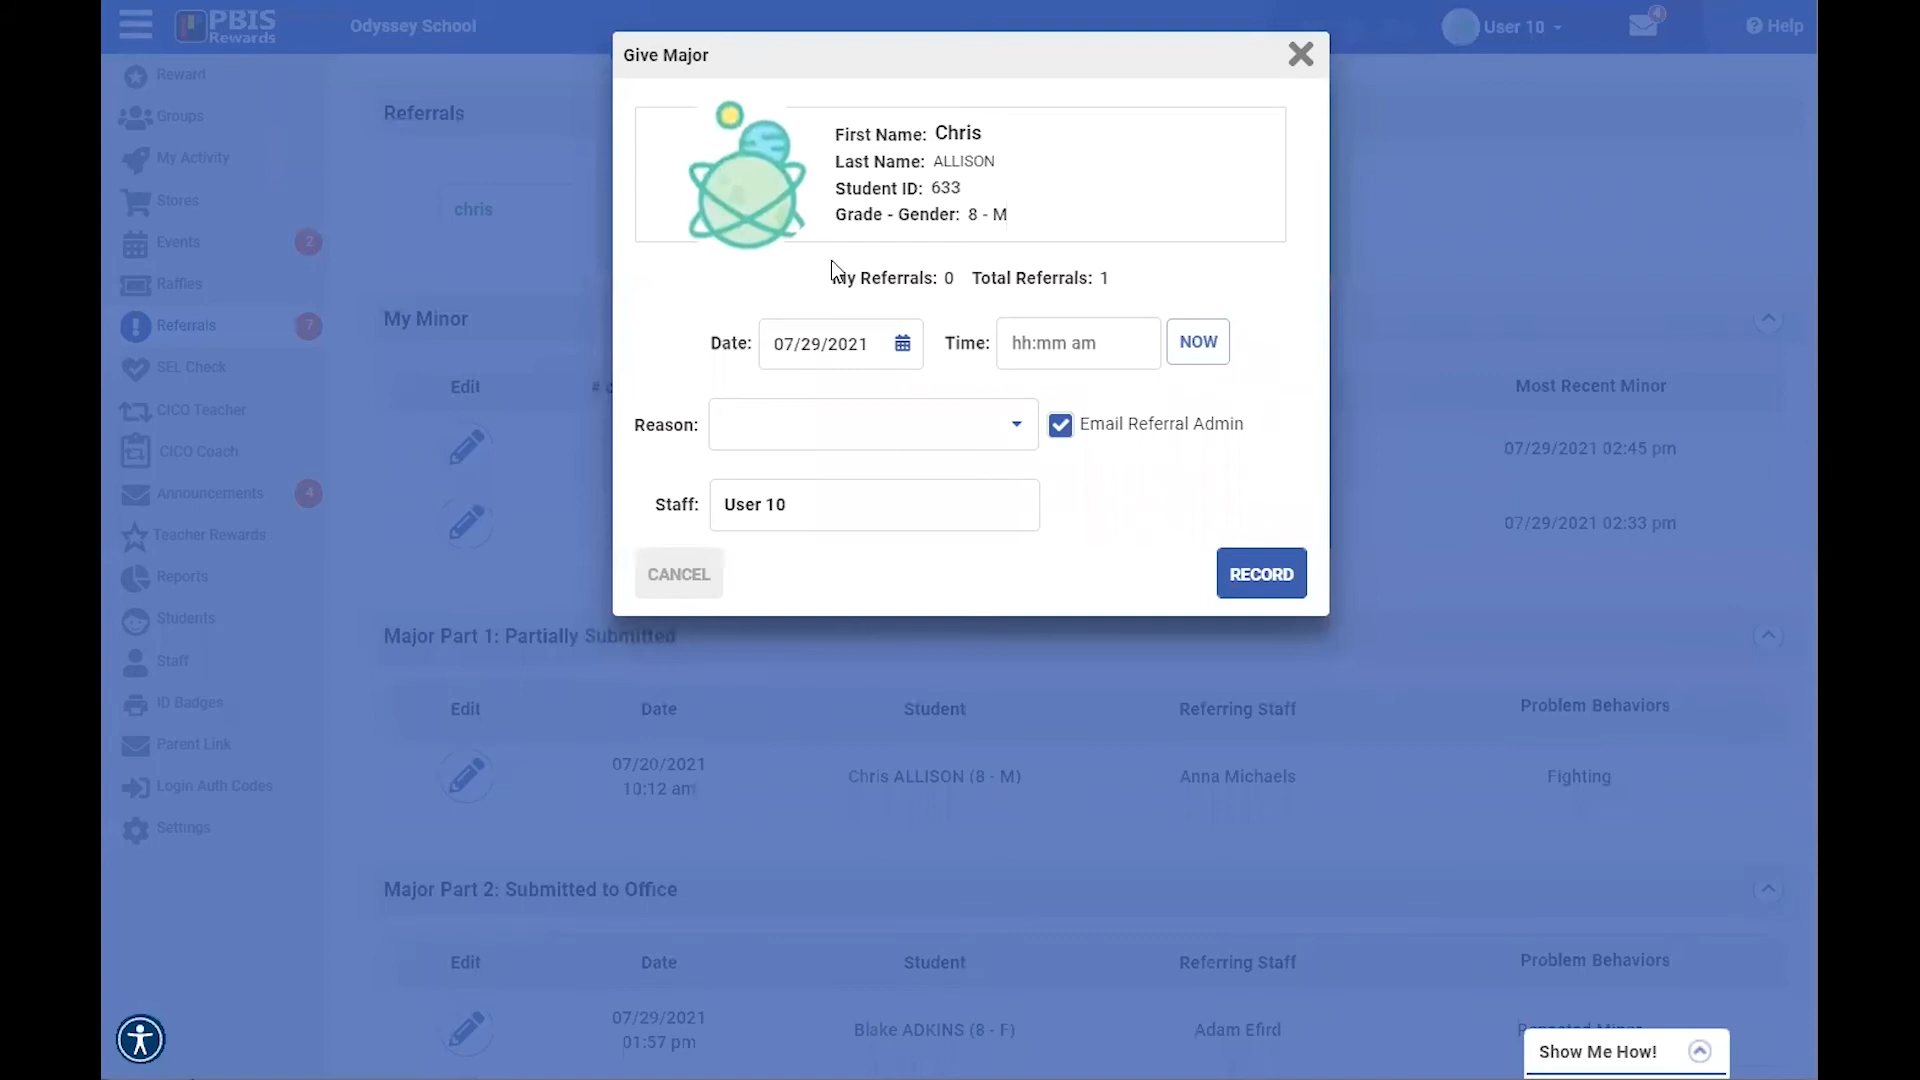 PBIS
Rewards
Odyssey School
User 10
4
Help
Reward
Groups
My Activity
Stores
Events 2
Raffles
Referrals 7
SEL Check
CICO Teacher
CICO Coach
Announcements 4
Teacher Rewards
Reports
Students
Staff
ID Badges
Parent Link
Login Auth Codes
Settings
Referrals
chris
Give Major
First Name: Chris
Last Name: ALLISON
Student ID: 633
Grade - Gender: 8 - M
My Referrals: 0 Total Referrals: 1
Date: 07/29/2021 Time: hh:mm am NOW
Reason: Email Referral Admin
Staff: User 10
CANCEL RECORD
My Minor
Edit # Most Recent Minor
07/29/2021 02:45 pm
07/29/2021 02:33 pm
Major Part 1: Partially Submitted
Edit Date Student Referring Staff Problem Behaviors
07/20/2021
10:12 am
Chris ALLISON (8 - M) Anna Michaels Fighting
Major Part 2: Submitted to Office
Edit Date Student Referring Staff Problem Behaviors
07/29/2021
01:57 pm
Blake ADKINS (8 - F) Adam Efird
Show Me How!